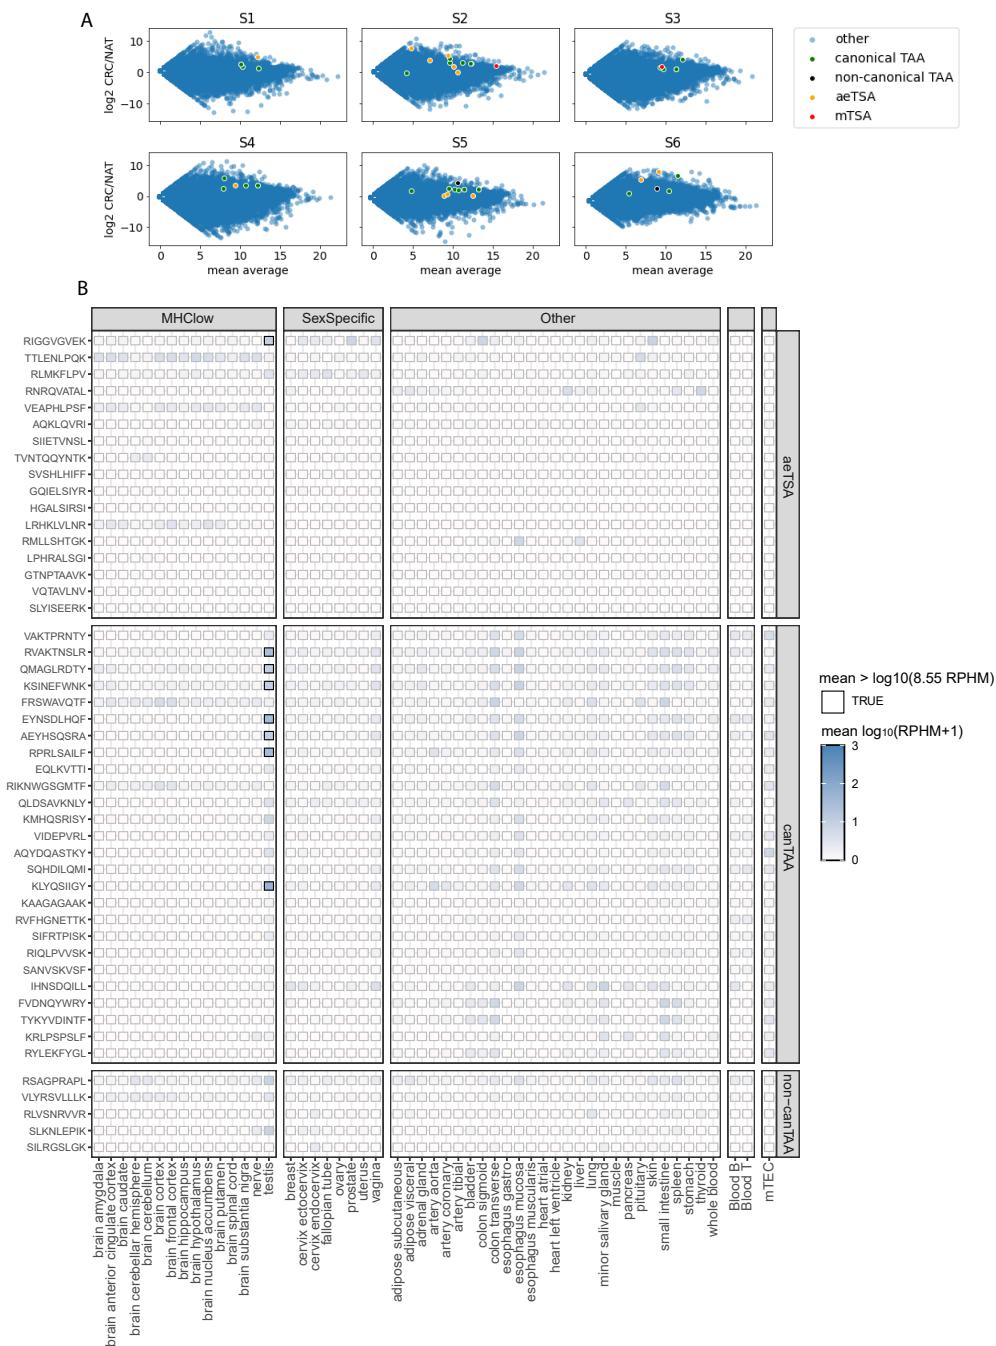 A
S1
S2
S3
other
canonical TAA
non-canonical TAA
aeTSA
mTSA
log2 CRC/NAT
10
0
−10
S4
S5
S6
log2 CRC/NAT
10
0
−10
0 5 10 15 20
0 5 10 15 20
0 5 10 15 20
mean average
mean average
mean average
B
MHClow
SexSpecific
Other
RIGGVGVEK
TTLENLPQK
RLMKFLPV
RNRQVATAL
VEAPHLPSF
AQKLQVRI
SIIETVNSL
TVNTQQYNTK
SVSHLHIFF
GQIELSIYR
HGALSIRSI
LRHKLVLNR
RMLLSHTGK
LPHRALSGI
GTNPTAAVK
VQTAVLNV
SLYISEERK
aeTSA
VAKTPRNTY
RVAKTNSLR
QMAGLRDTY
KSINEFWNK
FRSWAVQTF
EYNSDLHQF
AEYHSQSRA
RPRLSAILF
EQLKVTTI
RIKNWGSGMTF
QLDSAVKNLY
KMHQSRISY
VIDEPVRL
AQYDQASTKY
SQHDILQMI
KLYQSIIGY
KAAGAGAAK
RVFHGNETTK
SIFRTPISK
RIQLPVVSK
SANVSKVSF
IHNSDQILL
FVDNQYWRY
TYKYVDINTF
KRLPSPSLF
RYLEKFYGL
canTAA
RSAGPRAPL
VLYRSVLLLK
RLVSNRVVR
SLKNLEPIK
SILRGSLGK
non−canTAA
mean > log10(8.55 RPHM)
TRUE
mean log₁₀(RPHM+1)
3
2
1
0
brain amygdala
brain anterior cingulate cortex
brain caudate
brain cerebellar hemisphere
brain cerebellum
brain cortex
brain frontal cortex
brain hippocampus
brain hypothalamus
brain nucleus accumbens
brain putamen
brain spinal cord
brain substantia nigra
nerve
testis
breast
cervix ectocervix
cervix endocervix
fallopian tube
ovary
prostate
uterus
vagina
adipose subcutaneous
adipose visceral
adrenal gland
artery aorta
artery coronary
artery tibial
bladder
colon sigmoid
colon transverse
esophagus gastro
esophagus mucosa
esophagus muscularis
heart atrial
heart left ventricle
kidney
liver
lung
minor salivary gland
muscle
pancreas
pituitary
skin
small intestine
spleen
stomach
thyroid
whole blood
Blood B
Blood T
mTEC